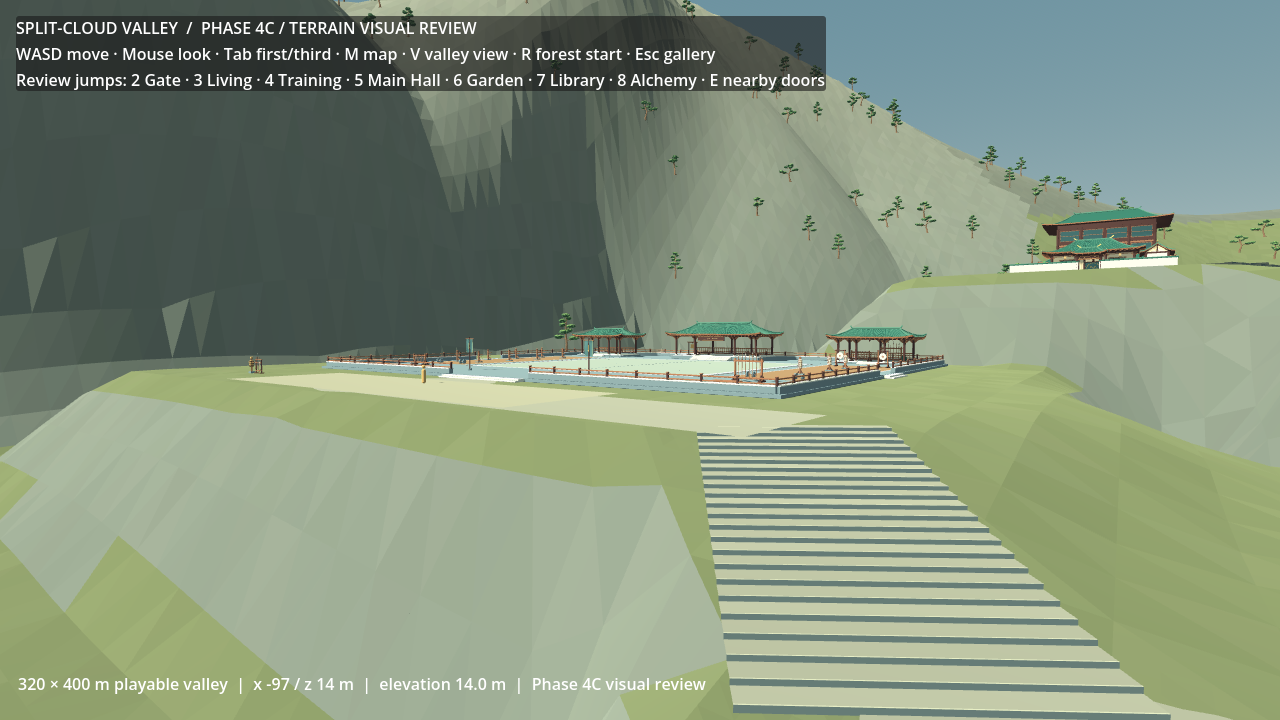 SPLIT-CLOUD VALLEY / PHASE 4C / TERRAIN VISUAL REVIEW
WASD move · Mouse look · Tab first/third · M map · V valley view · R forest start · Esc gallery
Review jumps: 2 Gate · 3 Living · 4 Training · 5 Main Hall · 6 Garden · 7 Library · 8 Alchemy · E nearby doors
320 × 400 m playable valley | x -97 / z 14 m | elevation 14.0 m | Phase 4C visual review